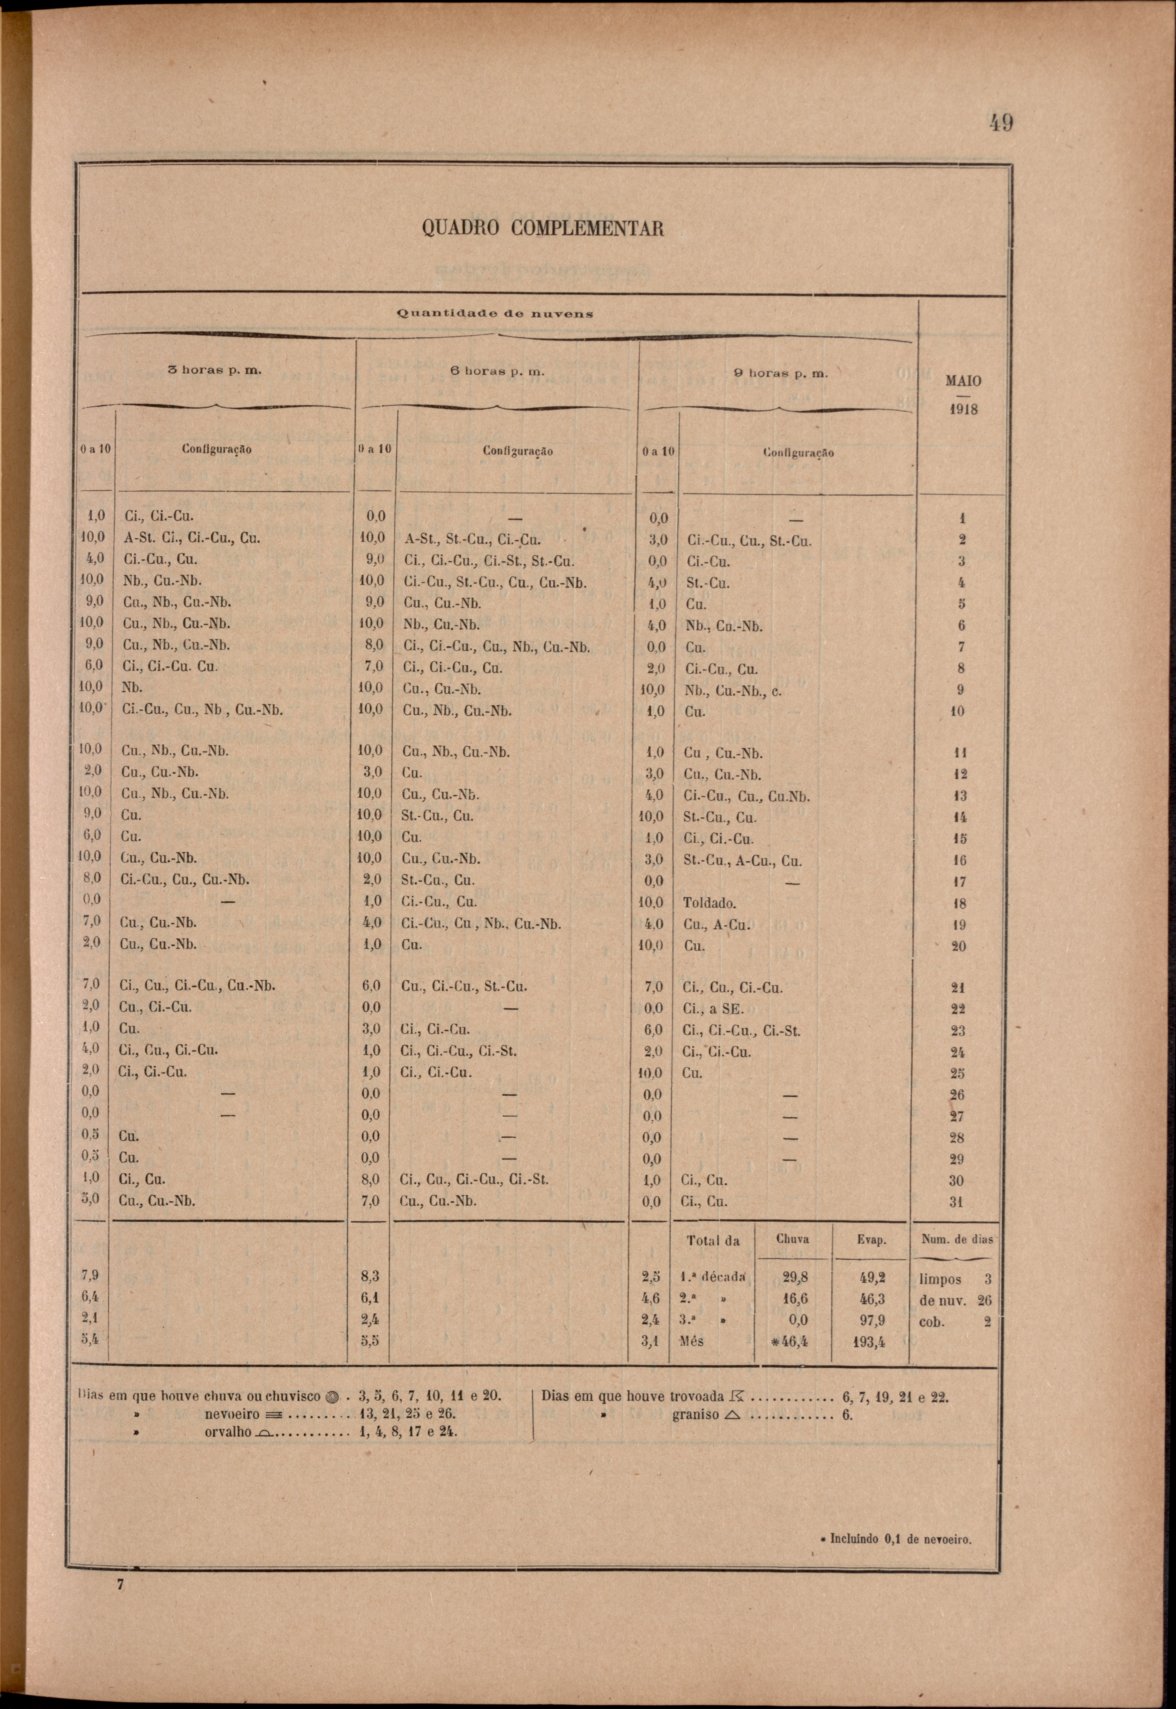 49
QUADRO COMPLEMENTAR
Quantidade de nuvens
3 horas p. m. 6 horas p. m. 9 horas p. m. MAIO
1918
0 a 10 Configuração 0 a 10 Configuração 0 a 10 Configuração
1,0 Ci., Ci.-Cu. 0,0 — 0,0 — 1
10,0 A-St. Ci., Ci.-Cu., Cu. 10,0 A-St., St.-Cu., Ci.-Cu. 3,0 Ci.-Cu., Cu., St.-Cu. 2
4,0 Ci.-Cu., Cu. 9,0 Ci., Ci.-Cu., Ci.-St., St.-Cu. 0,0 Ci.-Cu. 3
10,0 Nb., Cu.-Nb. 10,0 Ci.-Cu., St.-Cu., Cu., Cu.-Nb. 4,0 St.-Cu. 4
9,0 Cu., Nb., Cu.-Nb. 9,0 Cu., Cu.-Nb. 1,0 Cu. 5
10,0 Cu., Nb., Cu.-Nb. 10,0 Nb., Cu.-Nb. 4,0 Nb., Cu.-Nb. 6
9,0 Cu., Nb., Cu.-Nb. 8,0 Ci., Ci.-Cu., Cu., Nb., Cu.-Nb. 0,0 Cu. 7
6,0 Ci., Ci.-Cu. Cu. 7,0 Ci., Ci.-Cu., Cu. 2,0 Ci.-Cu., Cu. 8
10,0 Nb. 10,0 Cu., Cu.-Nb. 10,0 Nb., Cu.-Nb., c. 9
10,0 Ci.-Cu., Cu., Nb., Cu.-Nb. 10,0 Cu., Nb., Cu.-Nb. 1,0 Cu. 10
10,0 Cu., Nb., Cu.-Nb. 10,0 Cu., Nb., Cu.-Nb. 1,0 Cu , Cu.-Nb. 11
2,0 Cu., Cu.-Nb. 3,0 Cu. 3,0 Cu., Cu.-Nb. 12
10,0 Cu., Nb., Cu.-Nb. 10,0 Cu., Cu.-Nb. 4,0 Ci.-Cu., Cu., Cu.Nb. 13
9,0 Cu. 10,0 St.-Cu., Cu. 10,0 St.-Cu., Cu. 14
6,0 Cu. 10,0 Cu. 1,0 Ci., Ci.-Cu. 15
10,0 Cu., Cu.-Nb. 10,0 Cu., Cu.-Nb. 3,0 St.-Cu., A-Cu., Cu. 16
8,0 Ci.-Cu., Cu., Cu.-Nb. 2,0 St.-Cu., Cu. 0,0 — 17
0,0 — 1,0 Ci.-Cu., Cu. 10,0 Toldado. 18
7,0 Cu., Cu.-Nb. 4,0 Ci.-Cu., Cu , Nb., Cu.-Nb. 4,0 Cu., A-Cu. 19
2,0 Cu., Cu.-Nb. 1,0 Cu. 10,0 Cu. 20
7,0 Ci., Cu., Ci.-Cu., Cu.-Nb. 6,0 Cu., Ci.-Cu., St.-Cu. 7,0 Ci., Cu., Ci.-Cu. 21
2,0 Cu., Ci.-Cu. 0,0 — 0,0 Ci., a SE. 22
1,0 Cu. 3,0 Ci., Ci.-Cu. 6,0 Ci., Ci.-Cu., Ci.-St. 23
4,0 Ci., Cu., Ci.-Cu. 1,0 Ci., Ci.-Cu., Ci.-St. 2,0 Ci., Ci.-Cu. 24
2,0 Ci., Ci.-Cu. 1,0 Ci., Ci.-Cu. 10,0 Cu. 25
0,0 — 0,0 — 0,0 — 26
0,0 — 0,0 — 0,0 — 27
0,5 Cu. 0,0 — 0,0 — 28
0,5 Cu. 0,0 — 0,0 — 29
1,0 Ci., Cu. 8,0 Ci., Cu., Ci.-Cu., Ci.-St. 1,0 Ci., Cu. 30
5,0 Cu., Cu.-Nb. 7,0 Cu., Cu.-Nb. 0,0 Ci., Cu. 31
Total da Chuva Evap. Num. de dias
7,9 8,3 2,5 1.ª década 29,8 49,2 limpos 3
6,4 6,1 4,6 2.ª » 16,6 46,3 de nuv. 26
2,1 2,4 2,4 3.ª » 0,0 97,9 cob. 2
5,4 5,5 3,1 Mês *46,4 193,4
Dias em que houve chuva ou chuvisco . 3, 5, 6, 7, 10, 11 e 20. Dias em que houve trovoada ............ 6, 7, 19, 21 e 22.
» nevoeiro ......... 13, 21, 25 e 26. » graniso ............ 6.
» orvalho ........... 1, 4, 8, 17 e 24.
* Incluíndo 0,1 de nevoeiro.
7